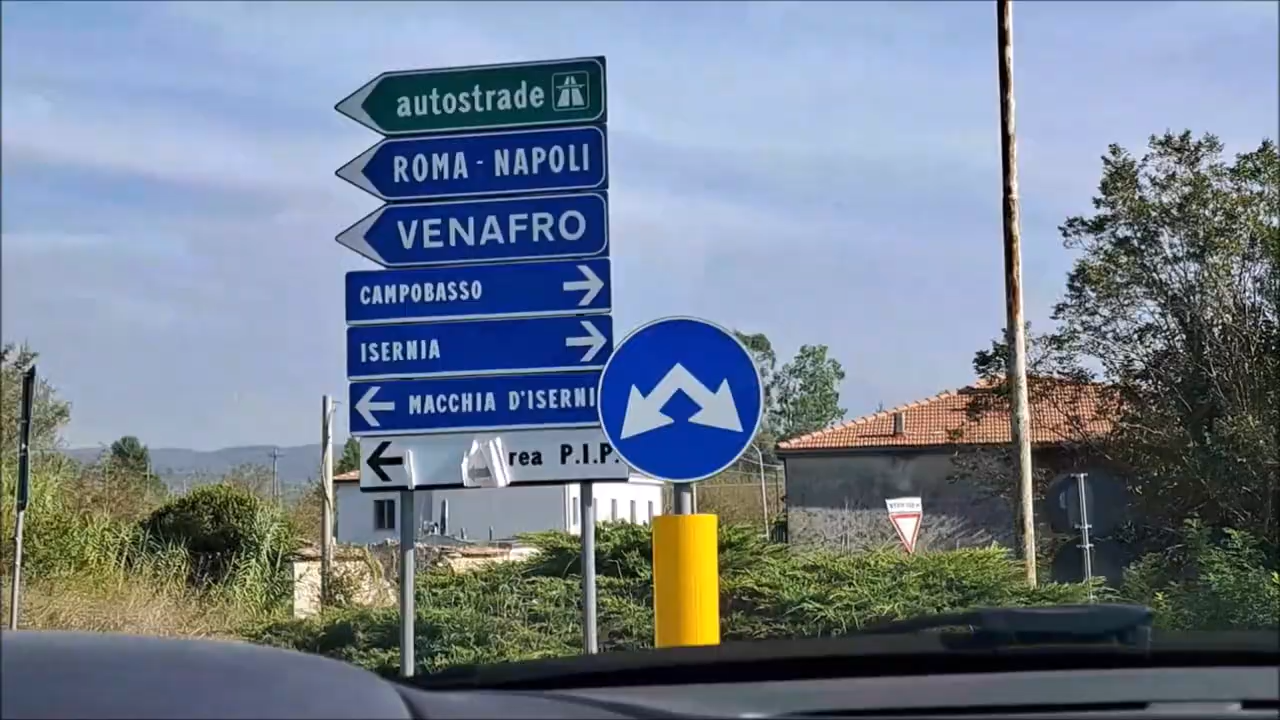 autostrade
ROMA - NAPOLI
VENAFRO
CAMPOBASSO
ISERNIA
MACCHIA D'ISERNI
rea P.I.P.